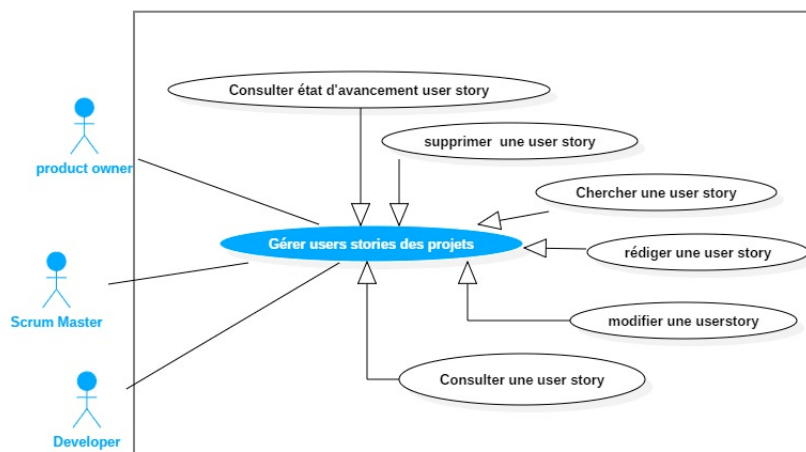 Consulter état d'avancement user story
supprimer une user story
product owner
Chercher une user story
Gérer users stories des projets
rédiger une user story
Scrum Master
modifier une userstory
Consulter une user story
Developer